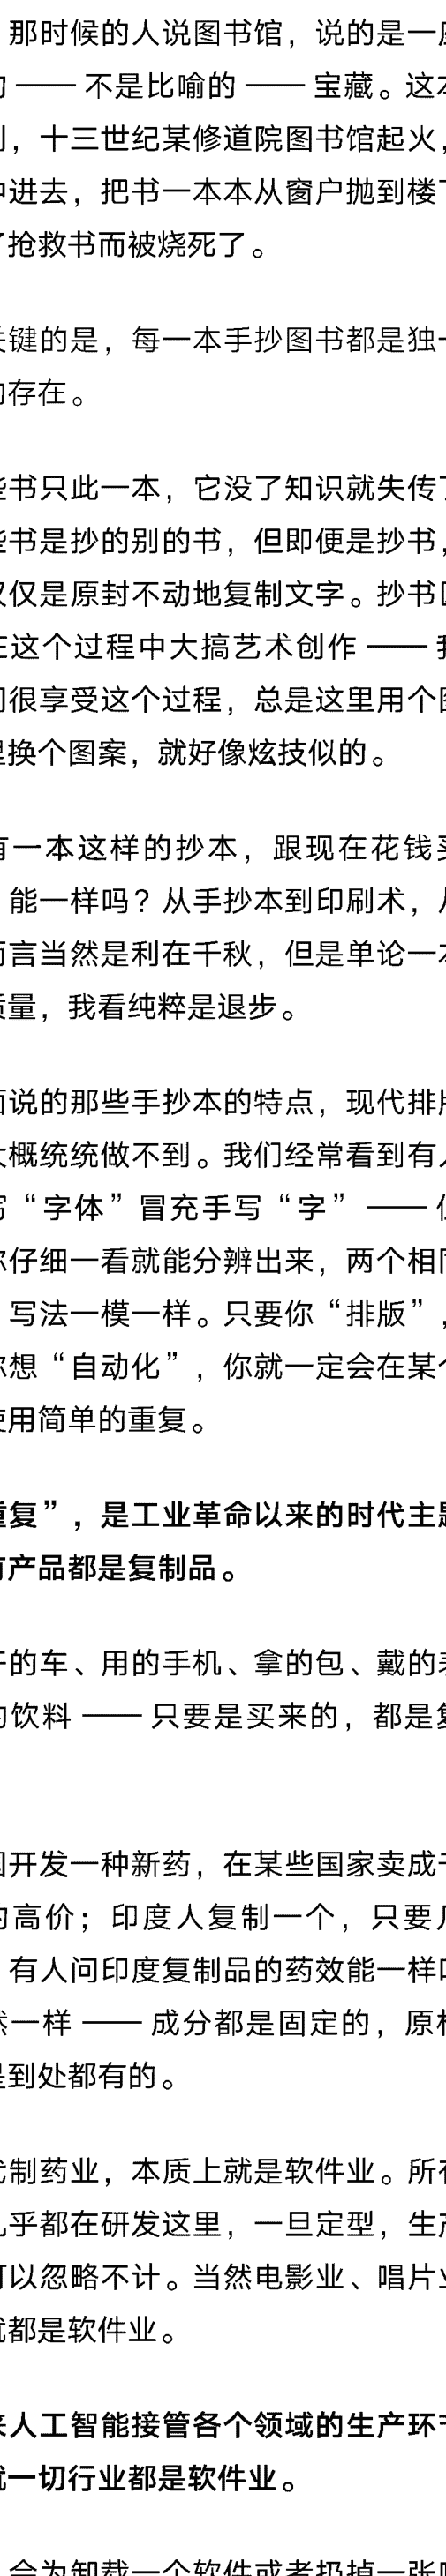 那时候的人说图书馆，说的是一
—— 不是比喻的 —— 宝藏。这
，十三世纪某修道院图书馆起火，
进去，把书一本本从窗户抛到楼
抢救书而被烧死了。
键的是，每一本手抄图书都是独
存在。
书只此一本，它没了知识就失传
书是抄的别的书，但即便是抄书，
仅是原封不动地复制文字。抄书
这个过程中大搞艺术创作 ——
很享受这个过程，总是这里用个
换个图案，就好像炫技似的。
有一本这样的抄本，跟现在花钱
能一样吗？从手抄本到印刷术，
而言当然是利在千秋，但是单论一
质量，我看纯粹是退步。
说的那些手抄本的特点，现代排
概统统做不到。我们经常看到有
“字体”冒充手写“字” ——
你仔细一看就能分辨出来，两个相
写法一模一样。只要你“排版”，
你想“自动化”，你就一定会在某
使用简单的重复。
复”，是工业革命以来的时代主
有产品都是复制品。
的车、用的手机、拿的包、戴的
的饮料 —— 只要是买来的，都是
开发一种新药，在某些国家卖成
的高价；印度人复制一个，只要
有人问印度复制品的药效能一样
然一样 —— 成分都是固定的，原
是到处都有的。
制药业，本质上就是软件业。所
几乎都在研发这里，一旦定型，生
可以忽略不计。当然电影业、唱片
就都是软件业。
来人工智能接管各个领域的生产环
就一切行业都是软件业。
会为卸载一个软件或者扔掉一张